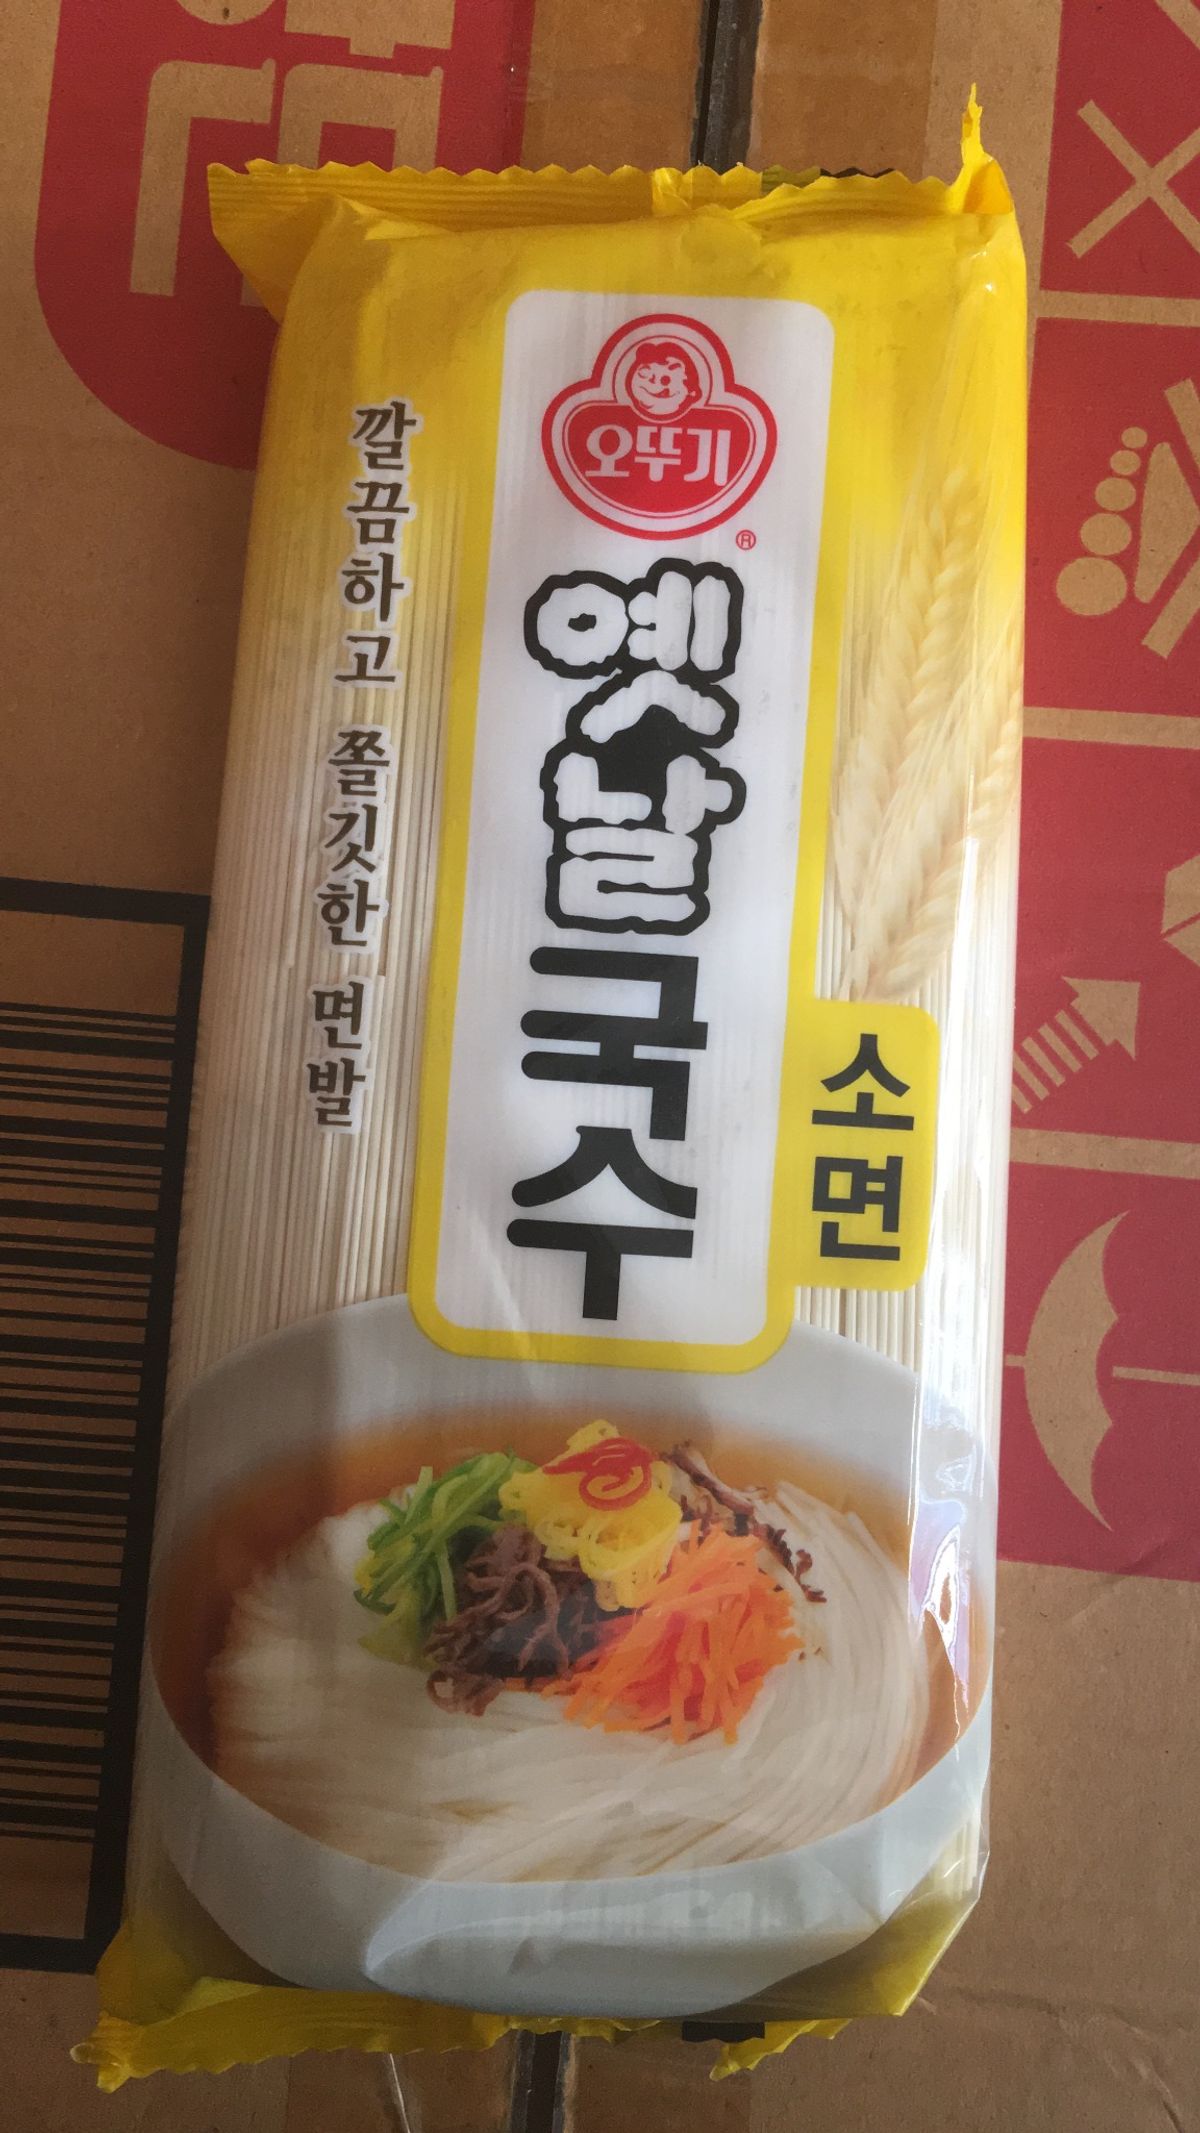 오뚜기
®
옛날
국수
소면
깔끔하고 쫄깃한 면발